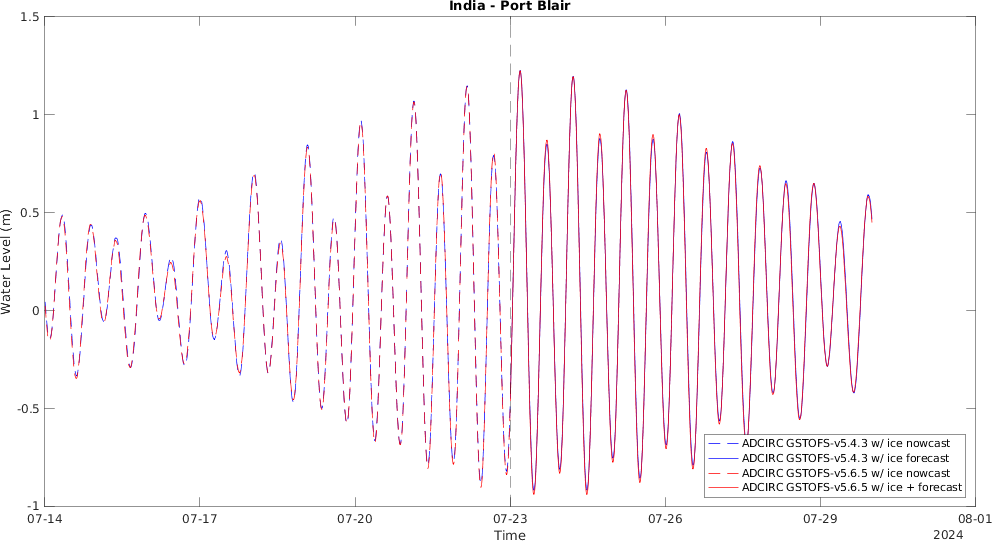 India - Port Blair
Water Level (m)
1.5
1
0.5
0
-0.5
-1
07-14
07-17
07-20
07-23
07-26
07-29
08-01
Time
2024
ADCIRC GSTOFS-v5.4.3 w/ ice nowcast
ADCIRC GSTOFS-v5.4.3 w/ ice forecast
ADCIRC GSTOFS-v5.6.5 w/ ice nowcast
ADCIRC GSTOFS-v5.6.5 w/ ice + forecast